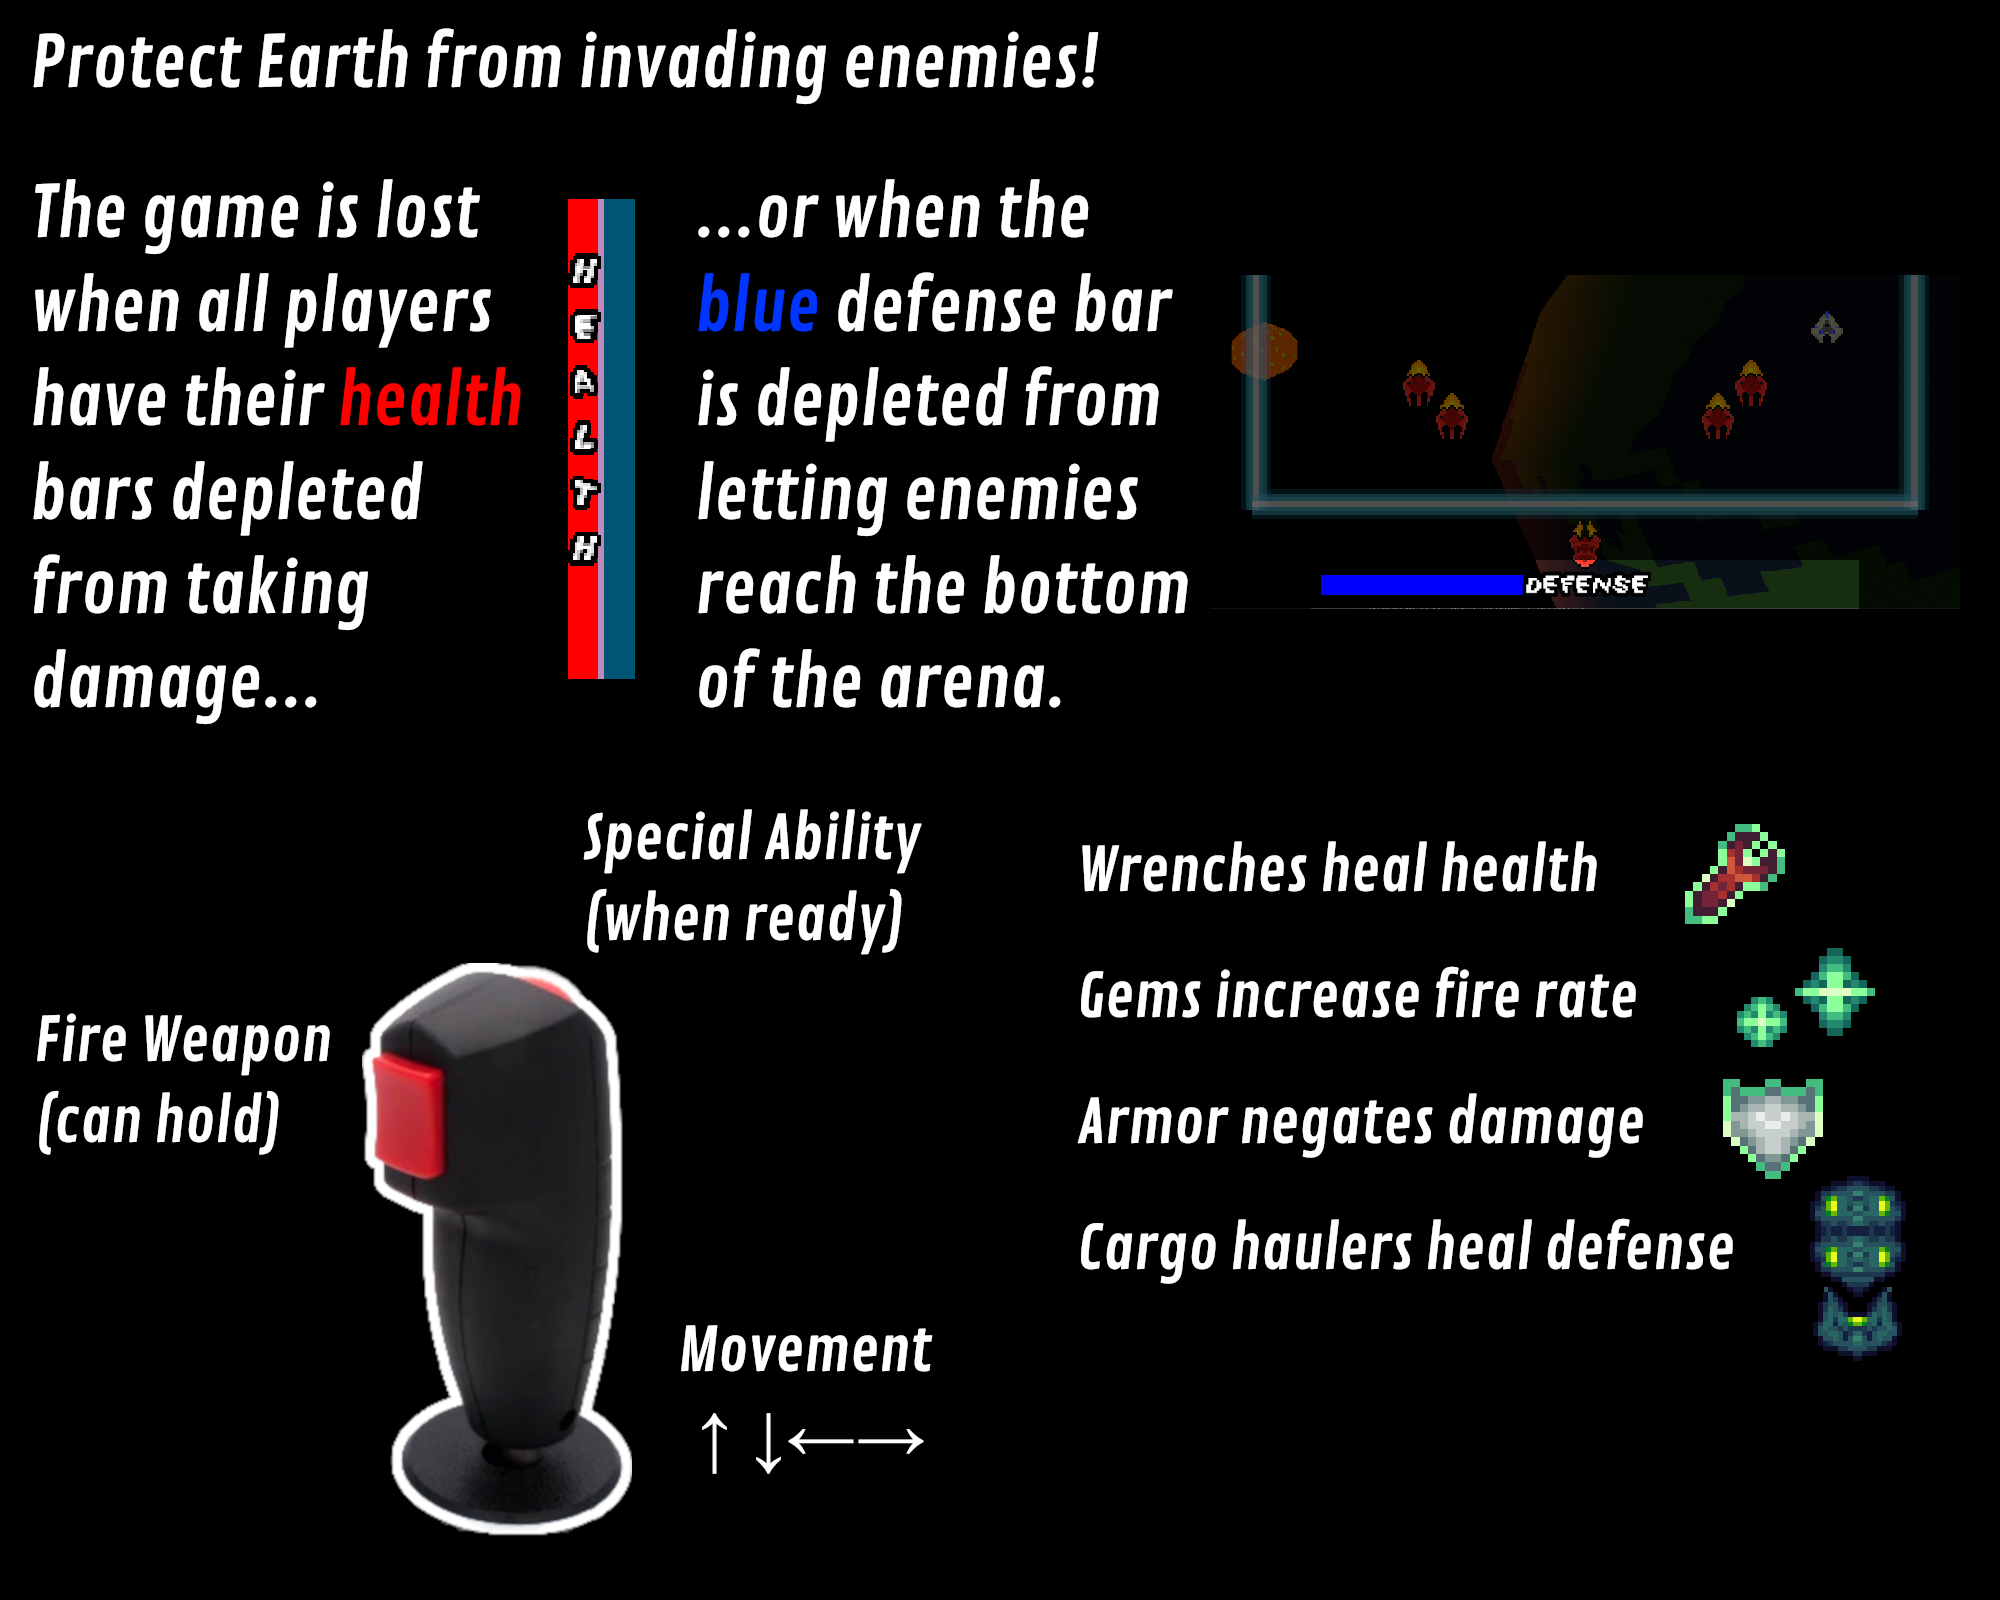 Protect Earth from invading enemies!
The game is lost
when all players
have their health
bars depleted
from taking
damage...
HEALTH
...or when the
blue defense bar
is depleted from
letting enemies
reach the bottom
of the arena.
DEFENSE
Special Ability
(when ready)
Fire Weapon
(can hold)
Movement
↑ ↓←→
Wrenches heal health
Gems increase fire rate
Armor negates damage
Cargo haulers heal defense